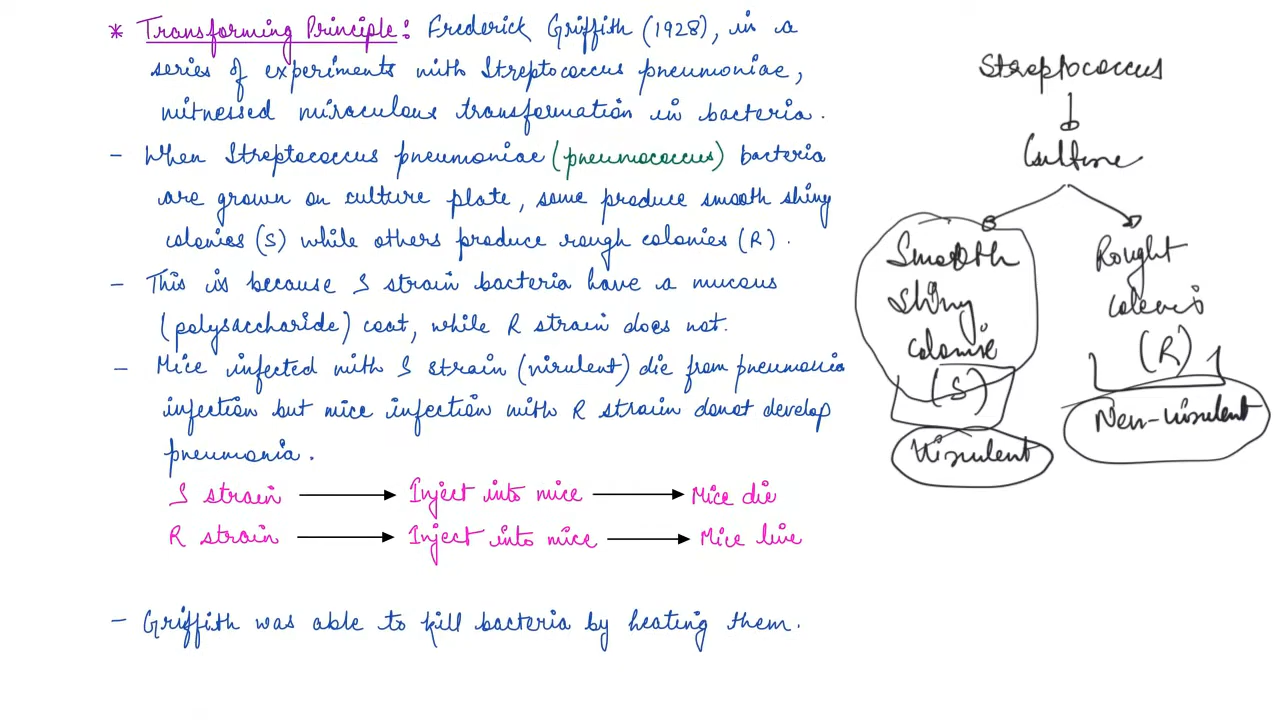 * Transforming Principle: Frederick Griffith (1928), in a
series of experiments with Streptococcus pneumoniae,
witnessed miraculous transformation in bacteria.
- When Streptococcus pneumoniae (pneumococcus) bacteria
are grown on culture plate, some produce smooth shiny
colonies (S) while others produce rough colonies (R).
- This is because S strain bacteria have a mucous
(polysaccharide) coat, while R strain does not.
- Mice infected with S strain (virulent) die from pneumonia
infection but mice infection with R strain donot develop
pneumonia.
S strain → Inject into mice → Mice die
R strain → Inject into mice → Mice live
- Griffith was able to kill bacteria by heating them.
Streptococcus
Culture
Smooth
Shiny
(S)
Virulent
Rought
(R)
Non-virulent